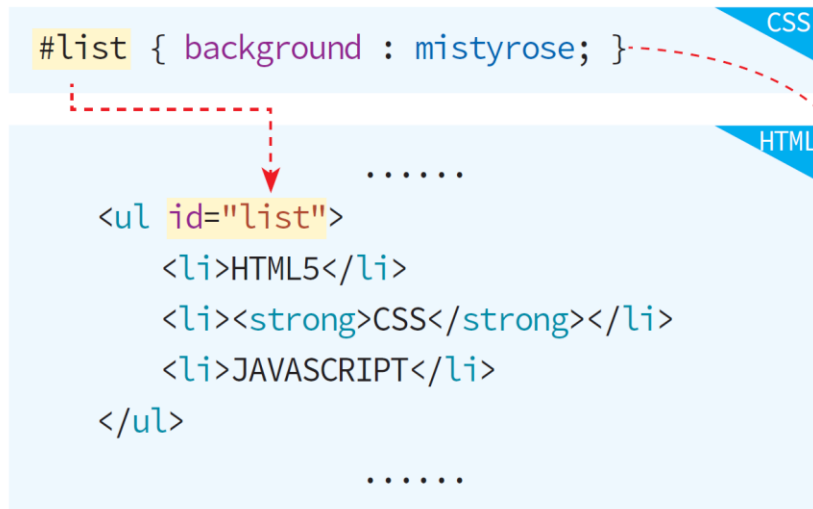 CSS
#list { background : mistyrose; }
HTML
......
<ul id="list">
<li>HTML5</li>
<li><strong>CSS</strong></li>
<li>JAVASCRIPT</li>
</ul>
......